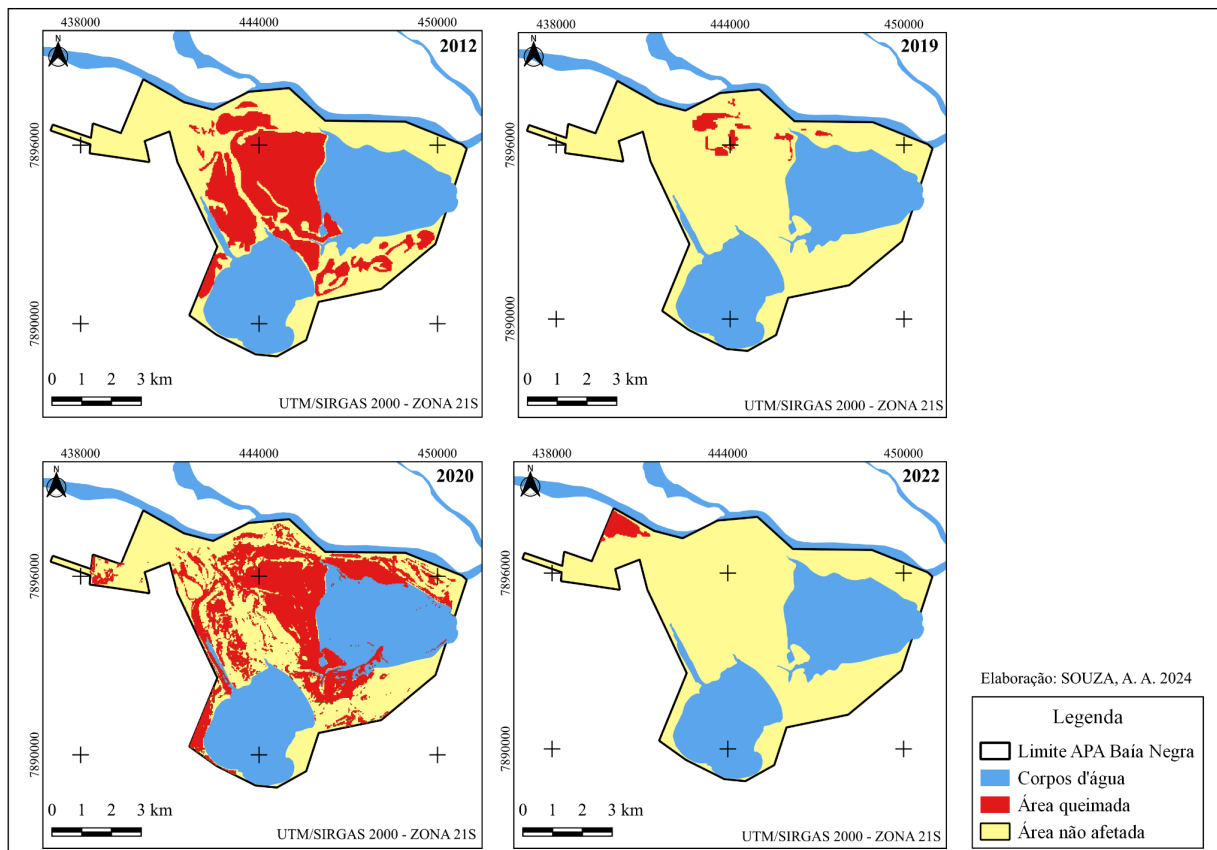 438000 444000 450000
N
2012
7896000
7890000
0 1 2 3 km
UTM/SIRGAS 2000 - ZONA 21S
438000 444000 450000
N
2019
7896000
7890000
0 1 2 3 km
UTM/SIRGAS 2000 - ZONA 21S
438000 444000 450000
N
2020
7896000
7890000
0 1 2 3 km
UTM/SIRGAS 2000 - ZONA 21S
438000 444000 450000
N
2022
7896000
7890000
0 1 2 3 km
UTM/SIRGAS 2000 - ZONA 21S
Elaboração: SOUZA, A. A. 2024
Legenda
Limite APA Baía Negra
Corpos d'água
Área queimada
Área não afetada